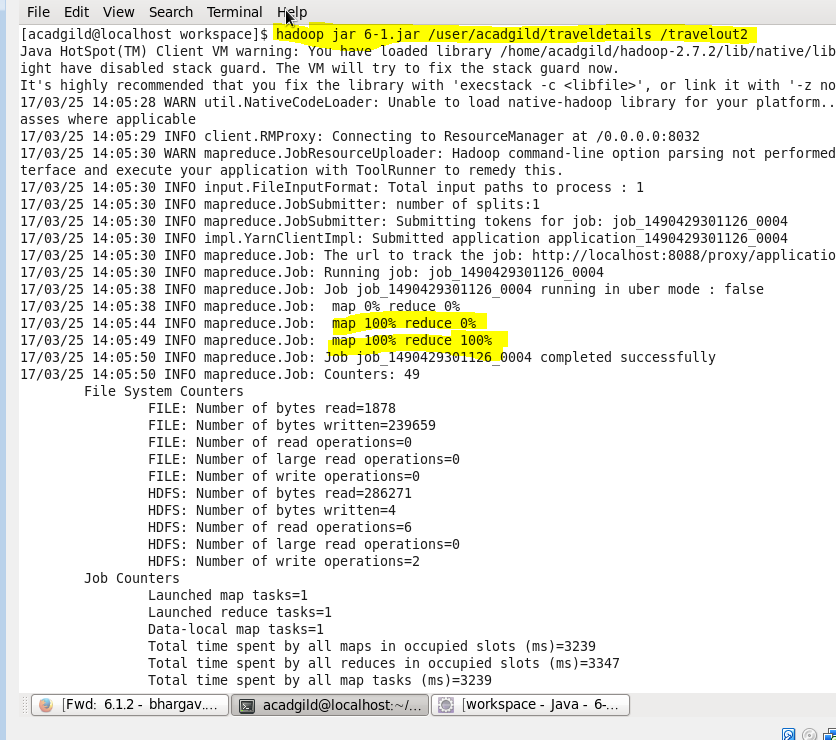 File Edit View Search Terminal Help
[acadgild@localhost workspace]$ hadoop jar 6-1.jar /user/acadgild/traveldetails /travelout2
Java HotSpot(TM) Client VM warning: You have loaded library /home/acadgild/hadoop-2.7.2/lib/native/lib
ight have disabled stack guard. The VM will try to fix the stack guard now.
It's highly recommended that you fix the library with 'execstack -c <libfile>', or link it with '-z no
17/03/25 14:05:28 WARN util.NativeCodeLoader: Unable to load native-hadoop library for your platform..
asses where applicable
17/03/25 14:05:29 INFO client.RMProxy: Connecting to ResourceManager at /0.0.0.0:8032
17/03/25 14:05:30 WARN mapreduce.JobResourceUploader: Hadoop command-line option parsing not performed
terface and execute your application with ToolRunner to remedy this.
17/03/25 14:05:30 INFO input.FileInputFormat: Total input paths to process : 1
17/03/25 14:05:30 INFO mapreduce.JobSubmitter: number of splits:1
17/03/25 14:05:30 INFO mapreduce.JobSubmitter: Submitting tokens for job: job_1490429301126_0004
17/03/25 14:05:30 INFO impl.YarnClientImpl: Submitted application application_1490429301126_0004
17/03/25 14:05:30 INFO mapreduce.Job: The url to track the job: http://localhost:8088/proxy/applicatio
17/03/25 14:05:30 INFO mapreduce.Job: Running job: job_1490429301126_0004
17/03/25 14:05:38 INFO mapreduce.Job: Job job_1490429301126_0004 running in uber mode : false
17/03/25 14:05:38 INFO mapreduce.Job:  map 0% reduce 0%
17/03/25 14:05:44 INFO mapreduce.Job:  map 100% reduce 0%
17/03/25 14:05:49 INFO mapreduce.Job:  map 100% reduce 100%
17/03/25 14:05:50 INFO mapreduce.Job: Job job_1490429301126_0004 completed successfully
17/03/25 14:05:50 INFO mapreduce.Job: Counters: 49
File System Counters
FILE: Number of bytes read=1878
FILE: Number of bytes written=239659
FILE: Number of read operations=0
FILE: Number of large read operations=0
FILE: Number of write operations=0
HDFS: Number of bytes read=286271
HDFS: Number of bytes written=4
HDFS: Number of read operations=6
HDFS: Number of large read operations=0
HDFS: Number of write operations=2
Job Counters
Launched map tasks=1
Launched reduce tasks=1
Data-local map tasks=1
Total time spent by all maps in occupied slots (ms)=3239
Total time spent by all reduces in occupied slots (ms)=3347
Total time spent by all map tasks (ms)=3239
[Fwd: 6.1.2 - bhargav.... acadgild@localhost:~/... [workspace - Java - 6-...